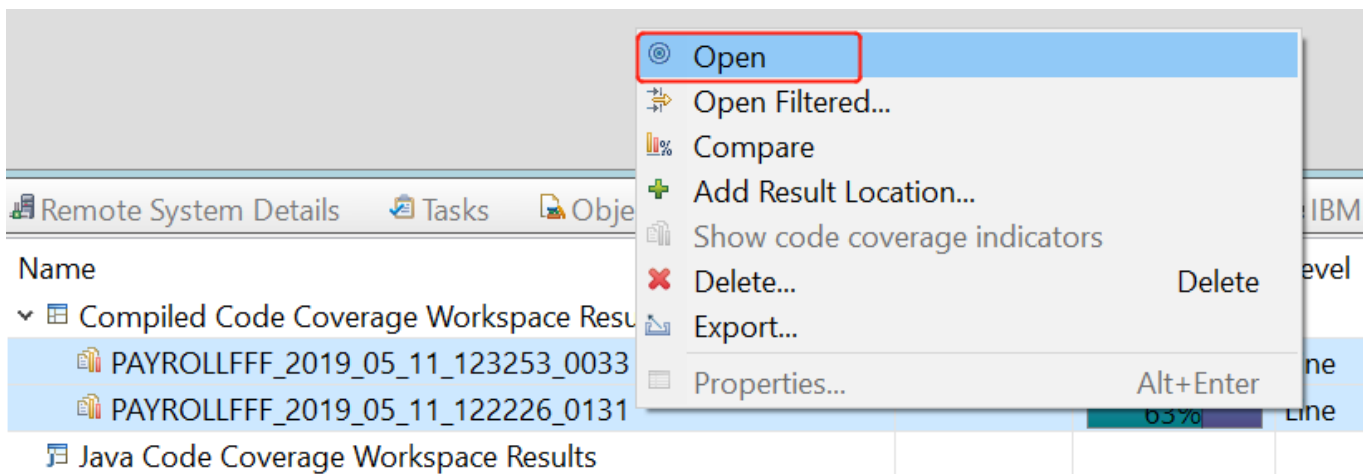 Open
Open Filtered...
Compare
Add Result Location...
Show code coverage indicators
Delete... Delete
Export...
Properties... Alt+Enter
Remote System Details Tasks Obje IBM
Name evel
Compiled Code Coverage Workspace Resu
PAYROLLFFF_2019_05_11_123253_0033 ne
PAYROLLFFF_2019_05_11_122226_0131 63% Line
Java Code Coverage Workspace Results